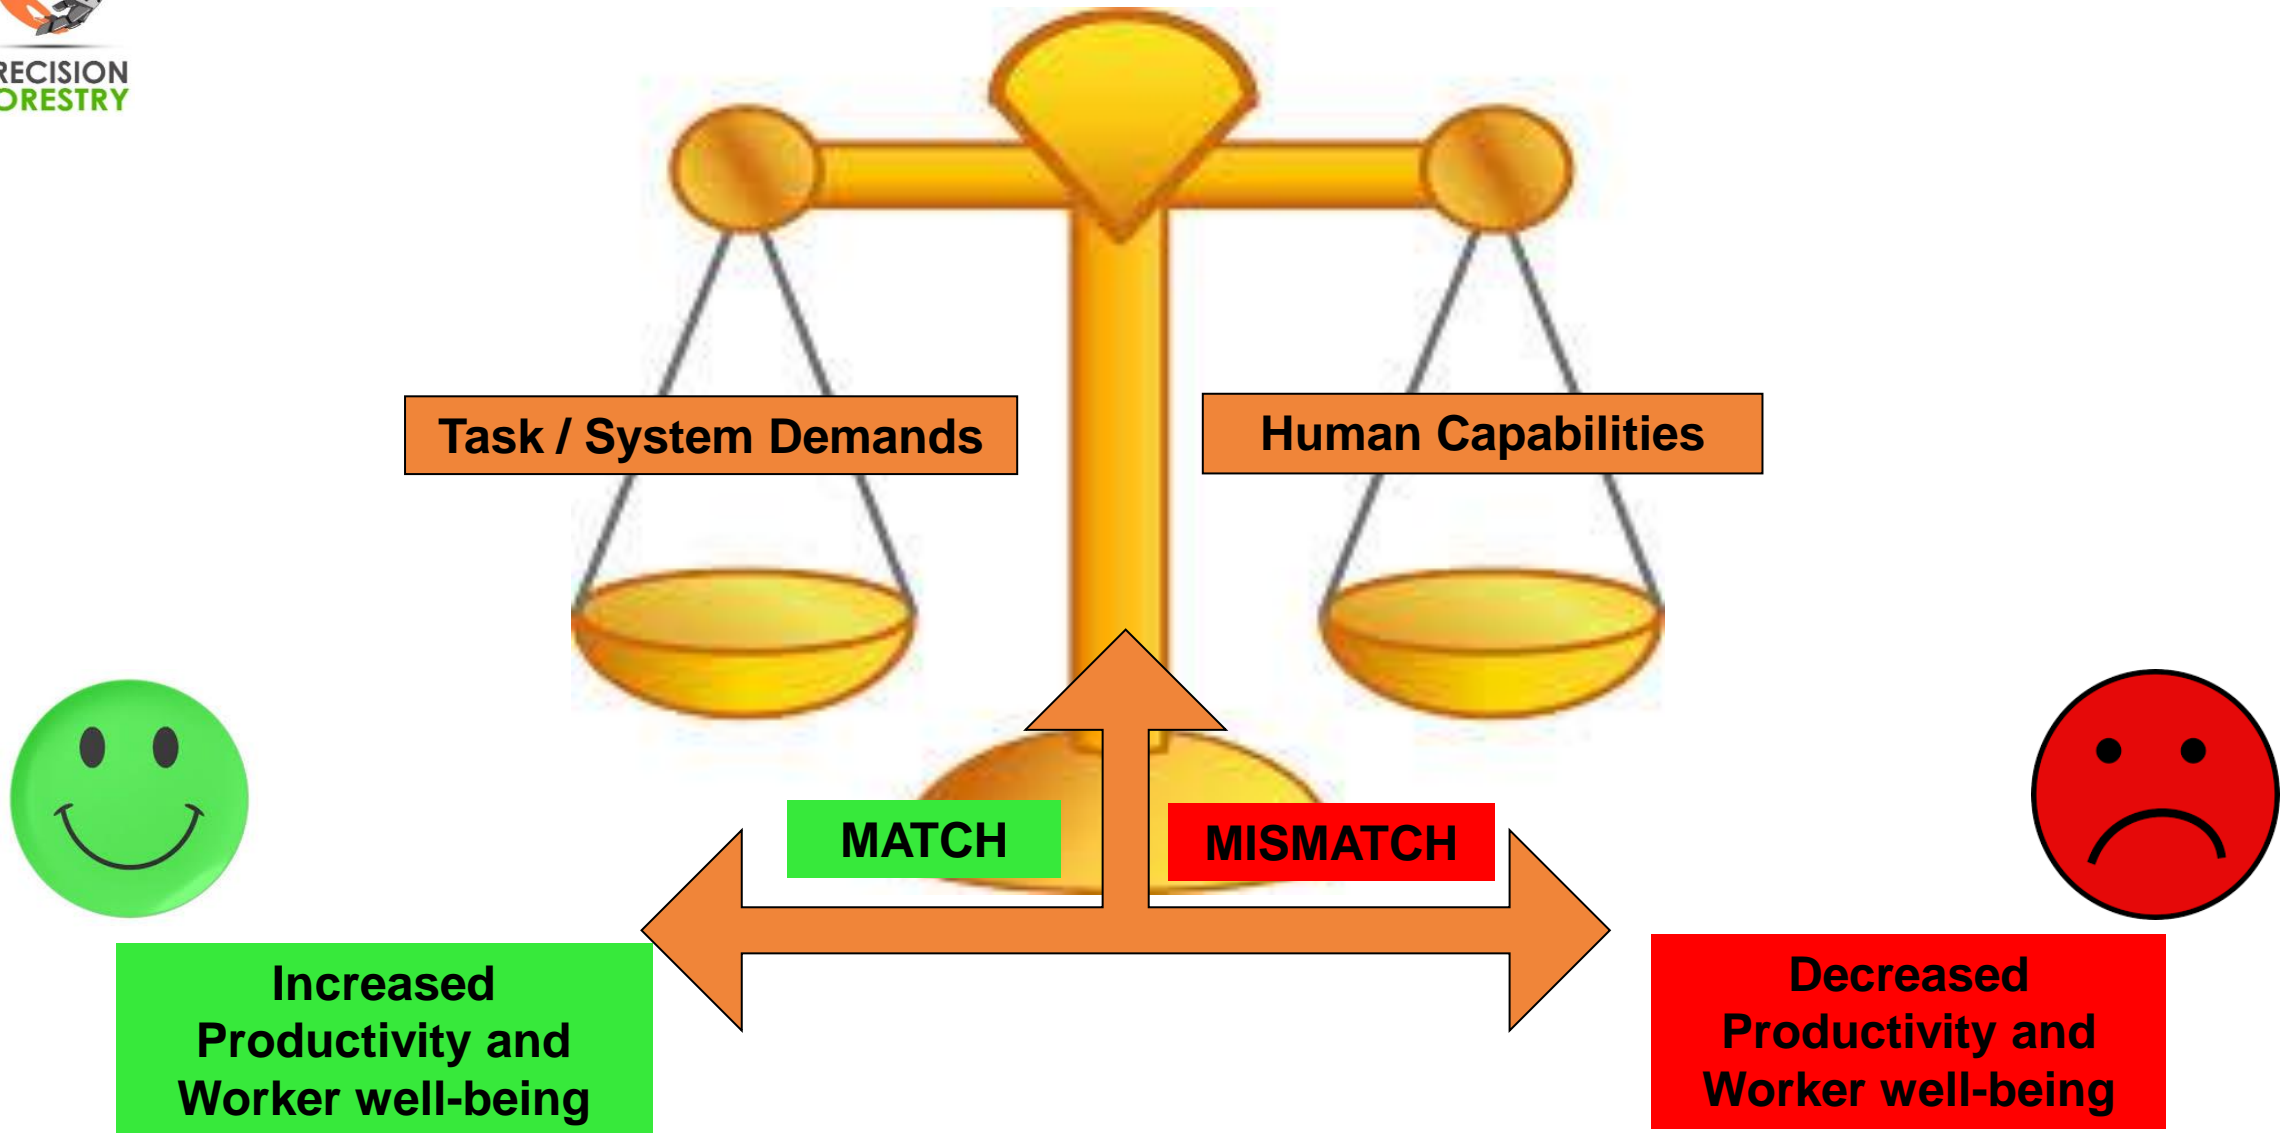 RECISION
ORESTRY
Task / System Demands
Human Capabilities
MATCH
MISMATCH
Increased
Productivity and
Worker well-being
Decreased
Productivity and
Worker well-being